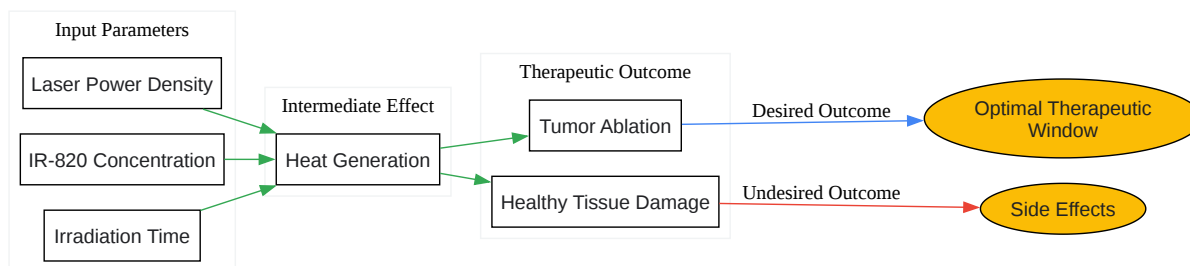 Input Parameters
Laser Power Density
IR-820 Concentration
Irradiation Time
Intermediate Effect
Heat Generation
Therapeutic Outcome
Tumor Ablation
Healthy Tissue Damage
Desired Outcome
Undesired Outcome
Optimal Therapeutic
Window
Side Effects